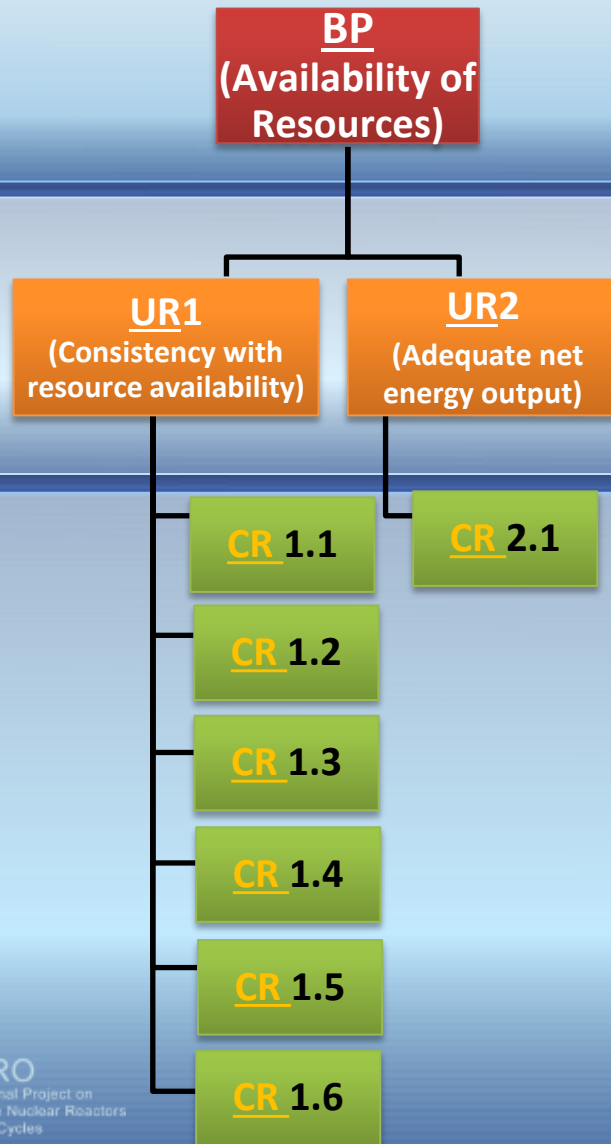 BP
(Availability of
Resources)
UR1
(Consistency with
resource availability)
UR2
(Adequate net
energy output)
CR 1.1
CR 2.1
CR 1.2
CR 1.3
CR 1.4
CR 1.5
CR 1.6
RO
nal Project on
Nuclear Reactors
Cycles